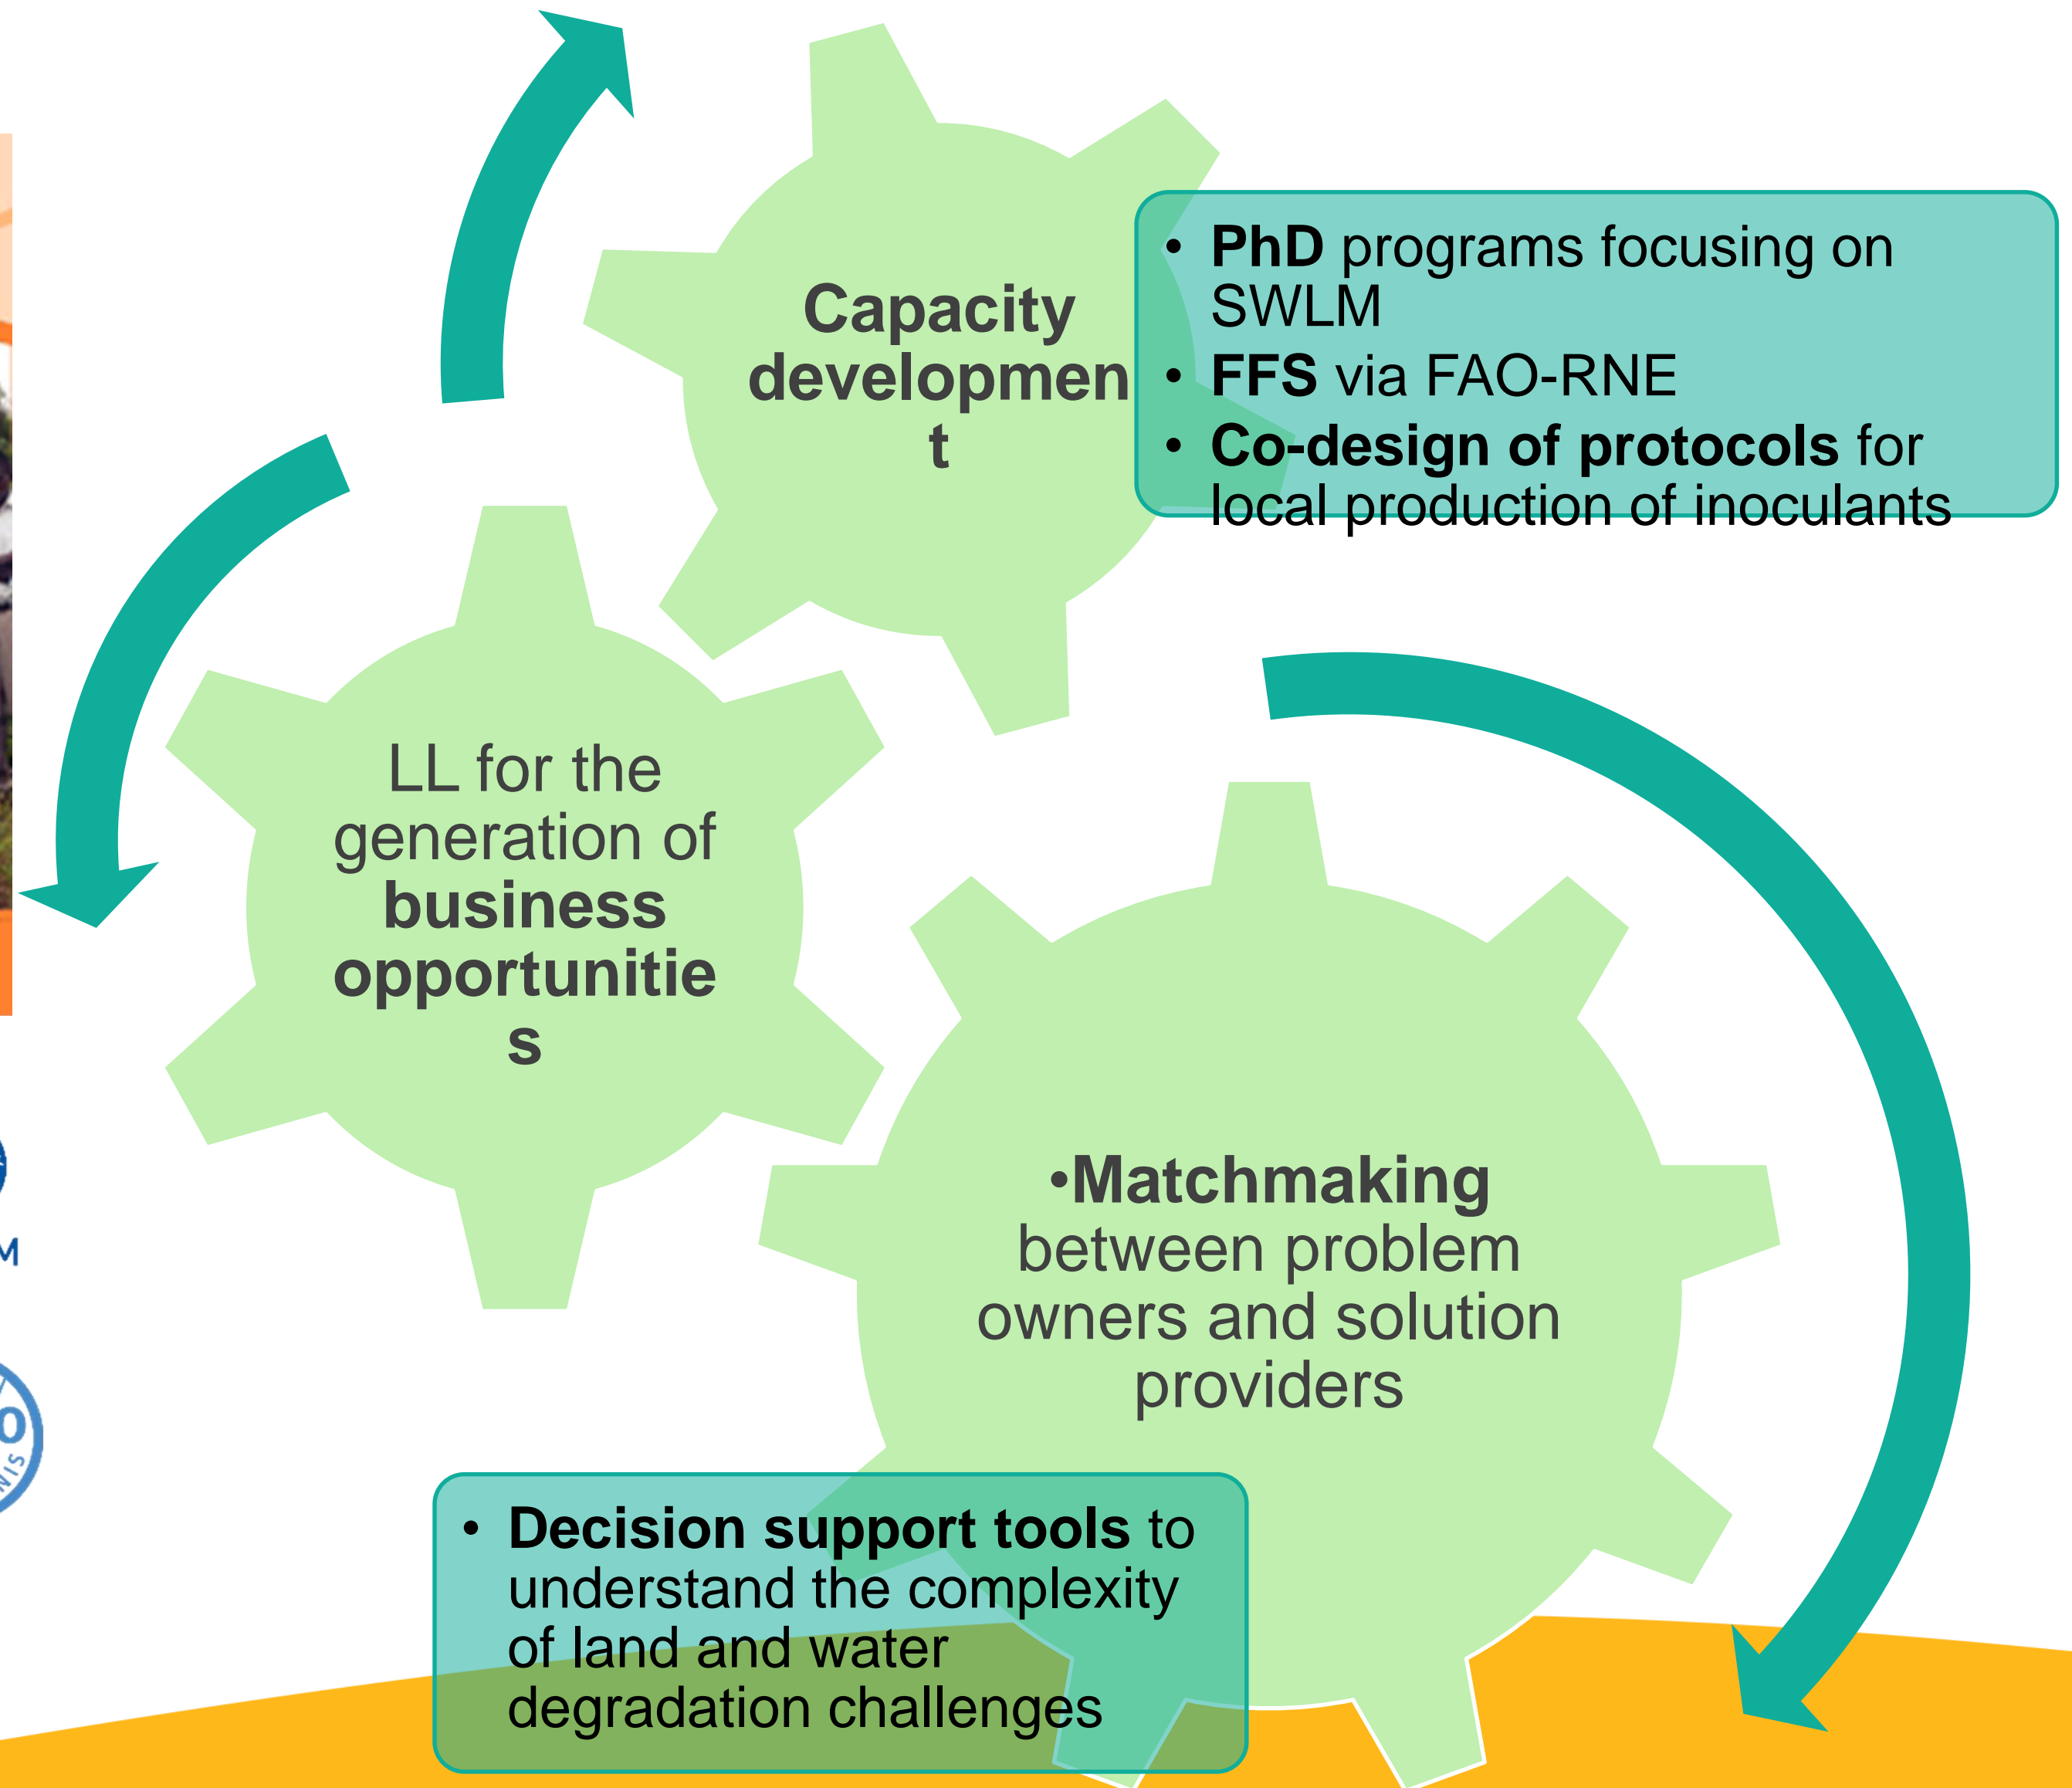 Capacity
developmen
t
• PhD programs focusing on
SWLM
• FFS via FAO-RNE
• Co-design of protocols for
local production of inoculants
LL for the
generation of
business
opportunitie
s
•Matchmaking
between problem
owners and solution
providers
• Decision support tools to
understand the complexity
of land and water
degradation challenges